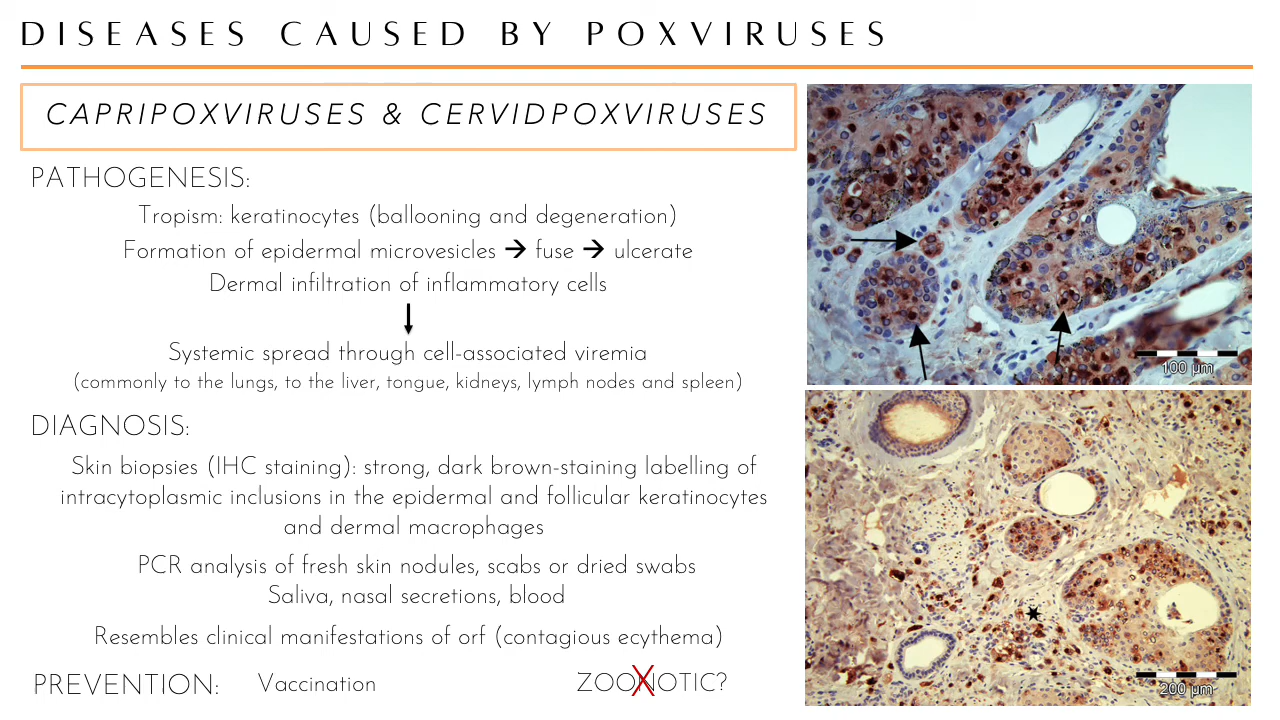 DISEASES CAUSED BY POXVIRUSES
CAPRIPOXVIRUSES & CERVIDPOXVIRUSES
PATHOGENESIS:
Tropism: keratinocytes (ballooning and degeneration)
Formation of epidermal microvesicles → fuse → ulcerate
Dermal infiltration of inflammatory cells
Systemic spread through cell-associated viremia
(commonly to the lungs, to the liver, tongue, kidneys, lymph nodes and spleen)
DIAGNOSIS:
Skin biopsies (IHC staining): strong, dark brown-staining labelling of
intracytoplasmic inclusions in the epidermal and follicular keratinocytes
and dermal macrophages
PCR analysis of fresh skin nodules, scabs or dried swabs
Saliva, nasal secretions, blood
Resembles clinical manifestations of orf (contagious ecythema)
PREVENTION: Vaccination
ZOONOTIC?
X
100 µm
200 µm